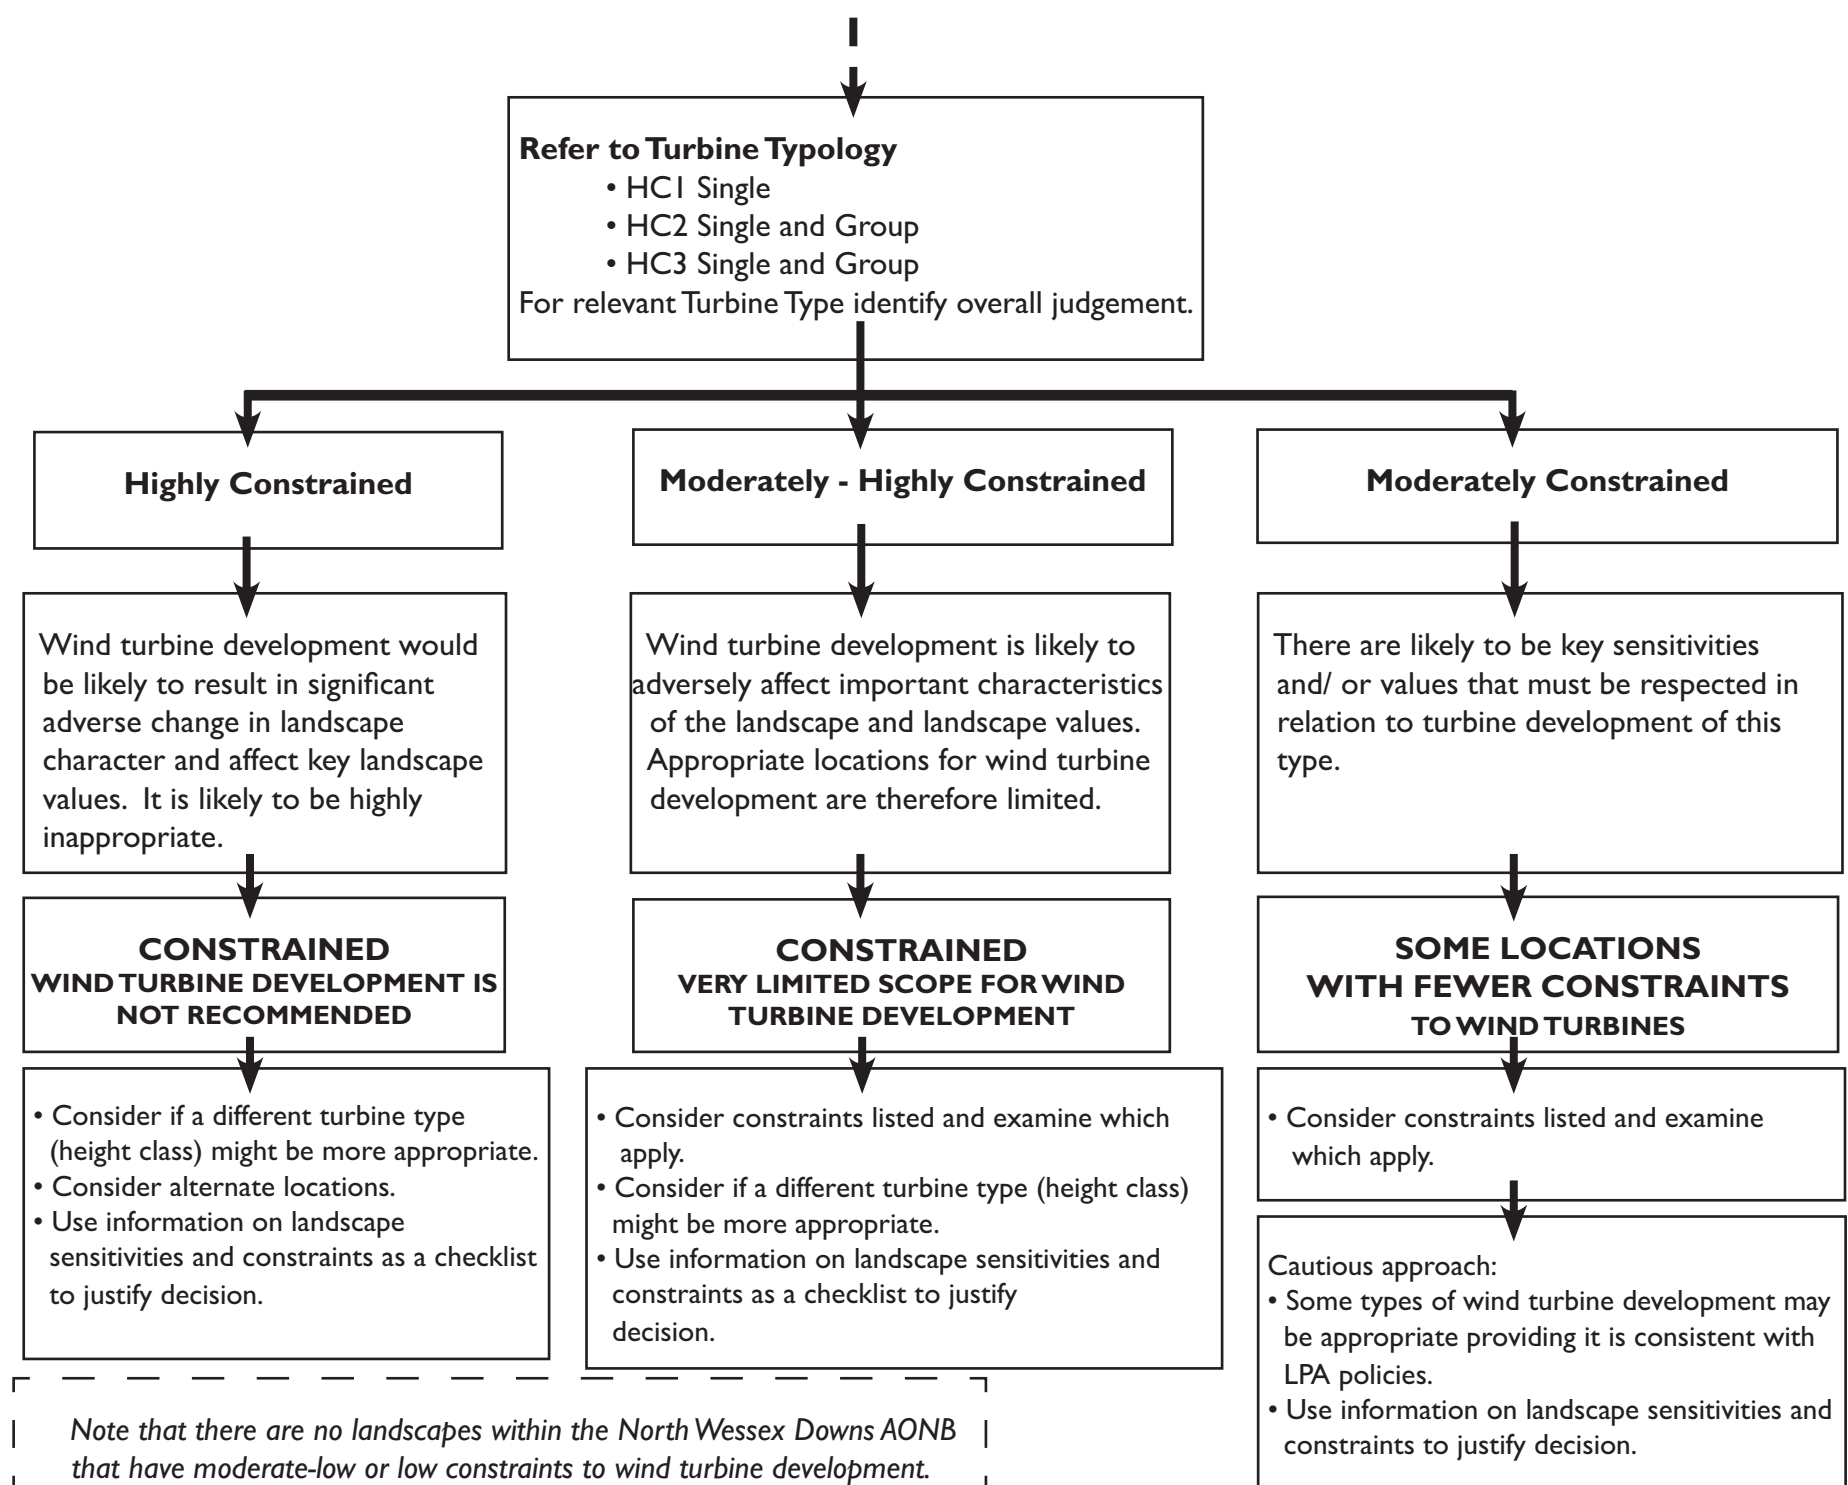 Refer to Turbine Typology
• HC1 Single
• HC2 Single and Group
• HC3 Single and Group
For relevant Turbine Type identify overall judgement.
Highly Constrained
Moderately - Highly Constrained
Moderately Constrained
Wind turbine development would
be likely to result in significant
adverse change in landscape
character and affect key landscape
values. It is likely to be highly
inappropriate.
Wind turbine development is likely to
adversely affect important characteristics
of the landscape and landscape values.
Appropriate locations for wind turbine
development are therefore limited.
There are likely to be key sensitivities
and/ or values that must be respected in
relation to turbine development of this
type.
CONSTRAINED
WIND TURBINE DEVELOPMENT IS
NOT RECOMMENDED
CONSTRAINED
VERY LIMITED SCOPE FOR WIND
TURBINE DEVELOPMENT
SOME LOCATIONS
WITH FEWER CONSTRAINTS
TO WIND TURBINES
• Consider if a different turbine type
(height class) might be more appropriate.
• Consider alternate locations.
• Use information on landscape
sensitivities and constraints as a checklist
to justify decision.
• Consider constraints listed and examine which
apply.
• Consider if a different turbine type (height class)
might be more appropriate.
• Use information on landscape sensitivities and
constraints as a checklist to justify
decision.
• Consider constraints listed and examine
which apply.
Cautious approach:
• Some types of wind turbine development may
be appropriate providing it is consistent with
LPA policies.
• Use information on landscape sensitivities and
constraints to justify decision.
Note that there are no landscapes within the North Wessex Downs AONB
that have moderate-low or low constraints to wind turbine development.